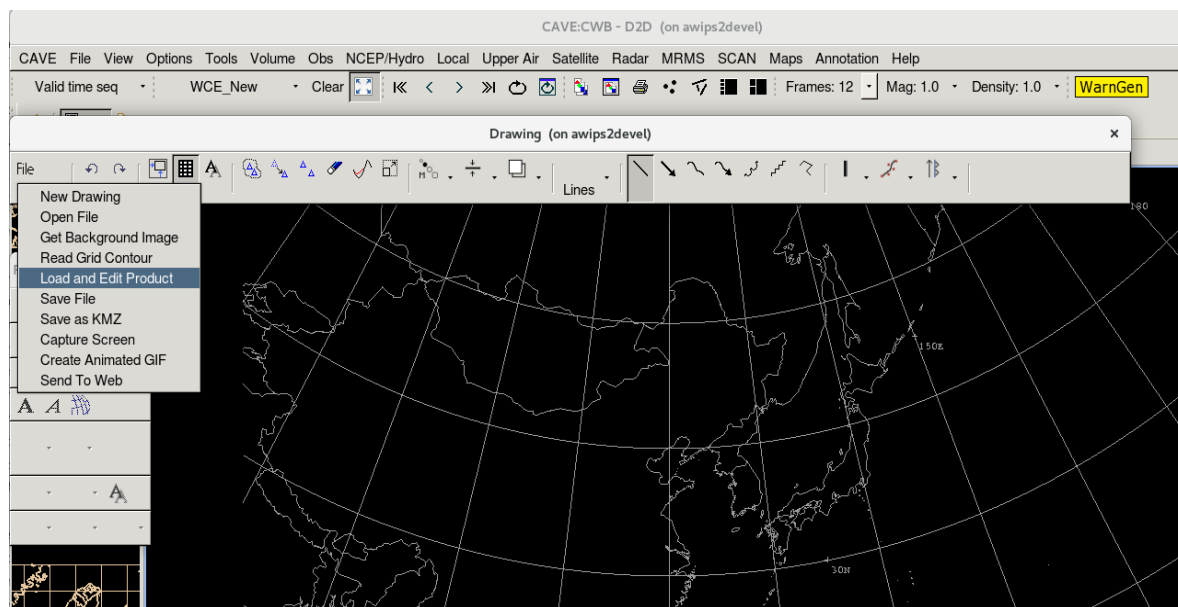 CAVE:CWB - D2D (on awips2devel)
CAVE File View Options Tools Volume Obs NCEP/Hydro Local Upper Air Satellite Radar MRMS SCAN Maps Annotation Help
Valid time seq WCE_New Clear Frames: 12 Mag: 1.0 Density: 1.0 WarnGen
Drawing (on awips2devel)
File Lines
New Drawing
Open File
Get Background Image
Read Grid Contour
Load and Edit Product
Save File
Save as KMZ
Capture Screen
Create Animated GIF
Send To Web
180
150E
30N